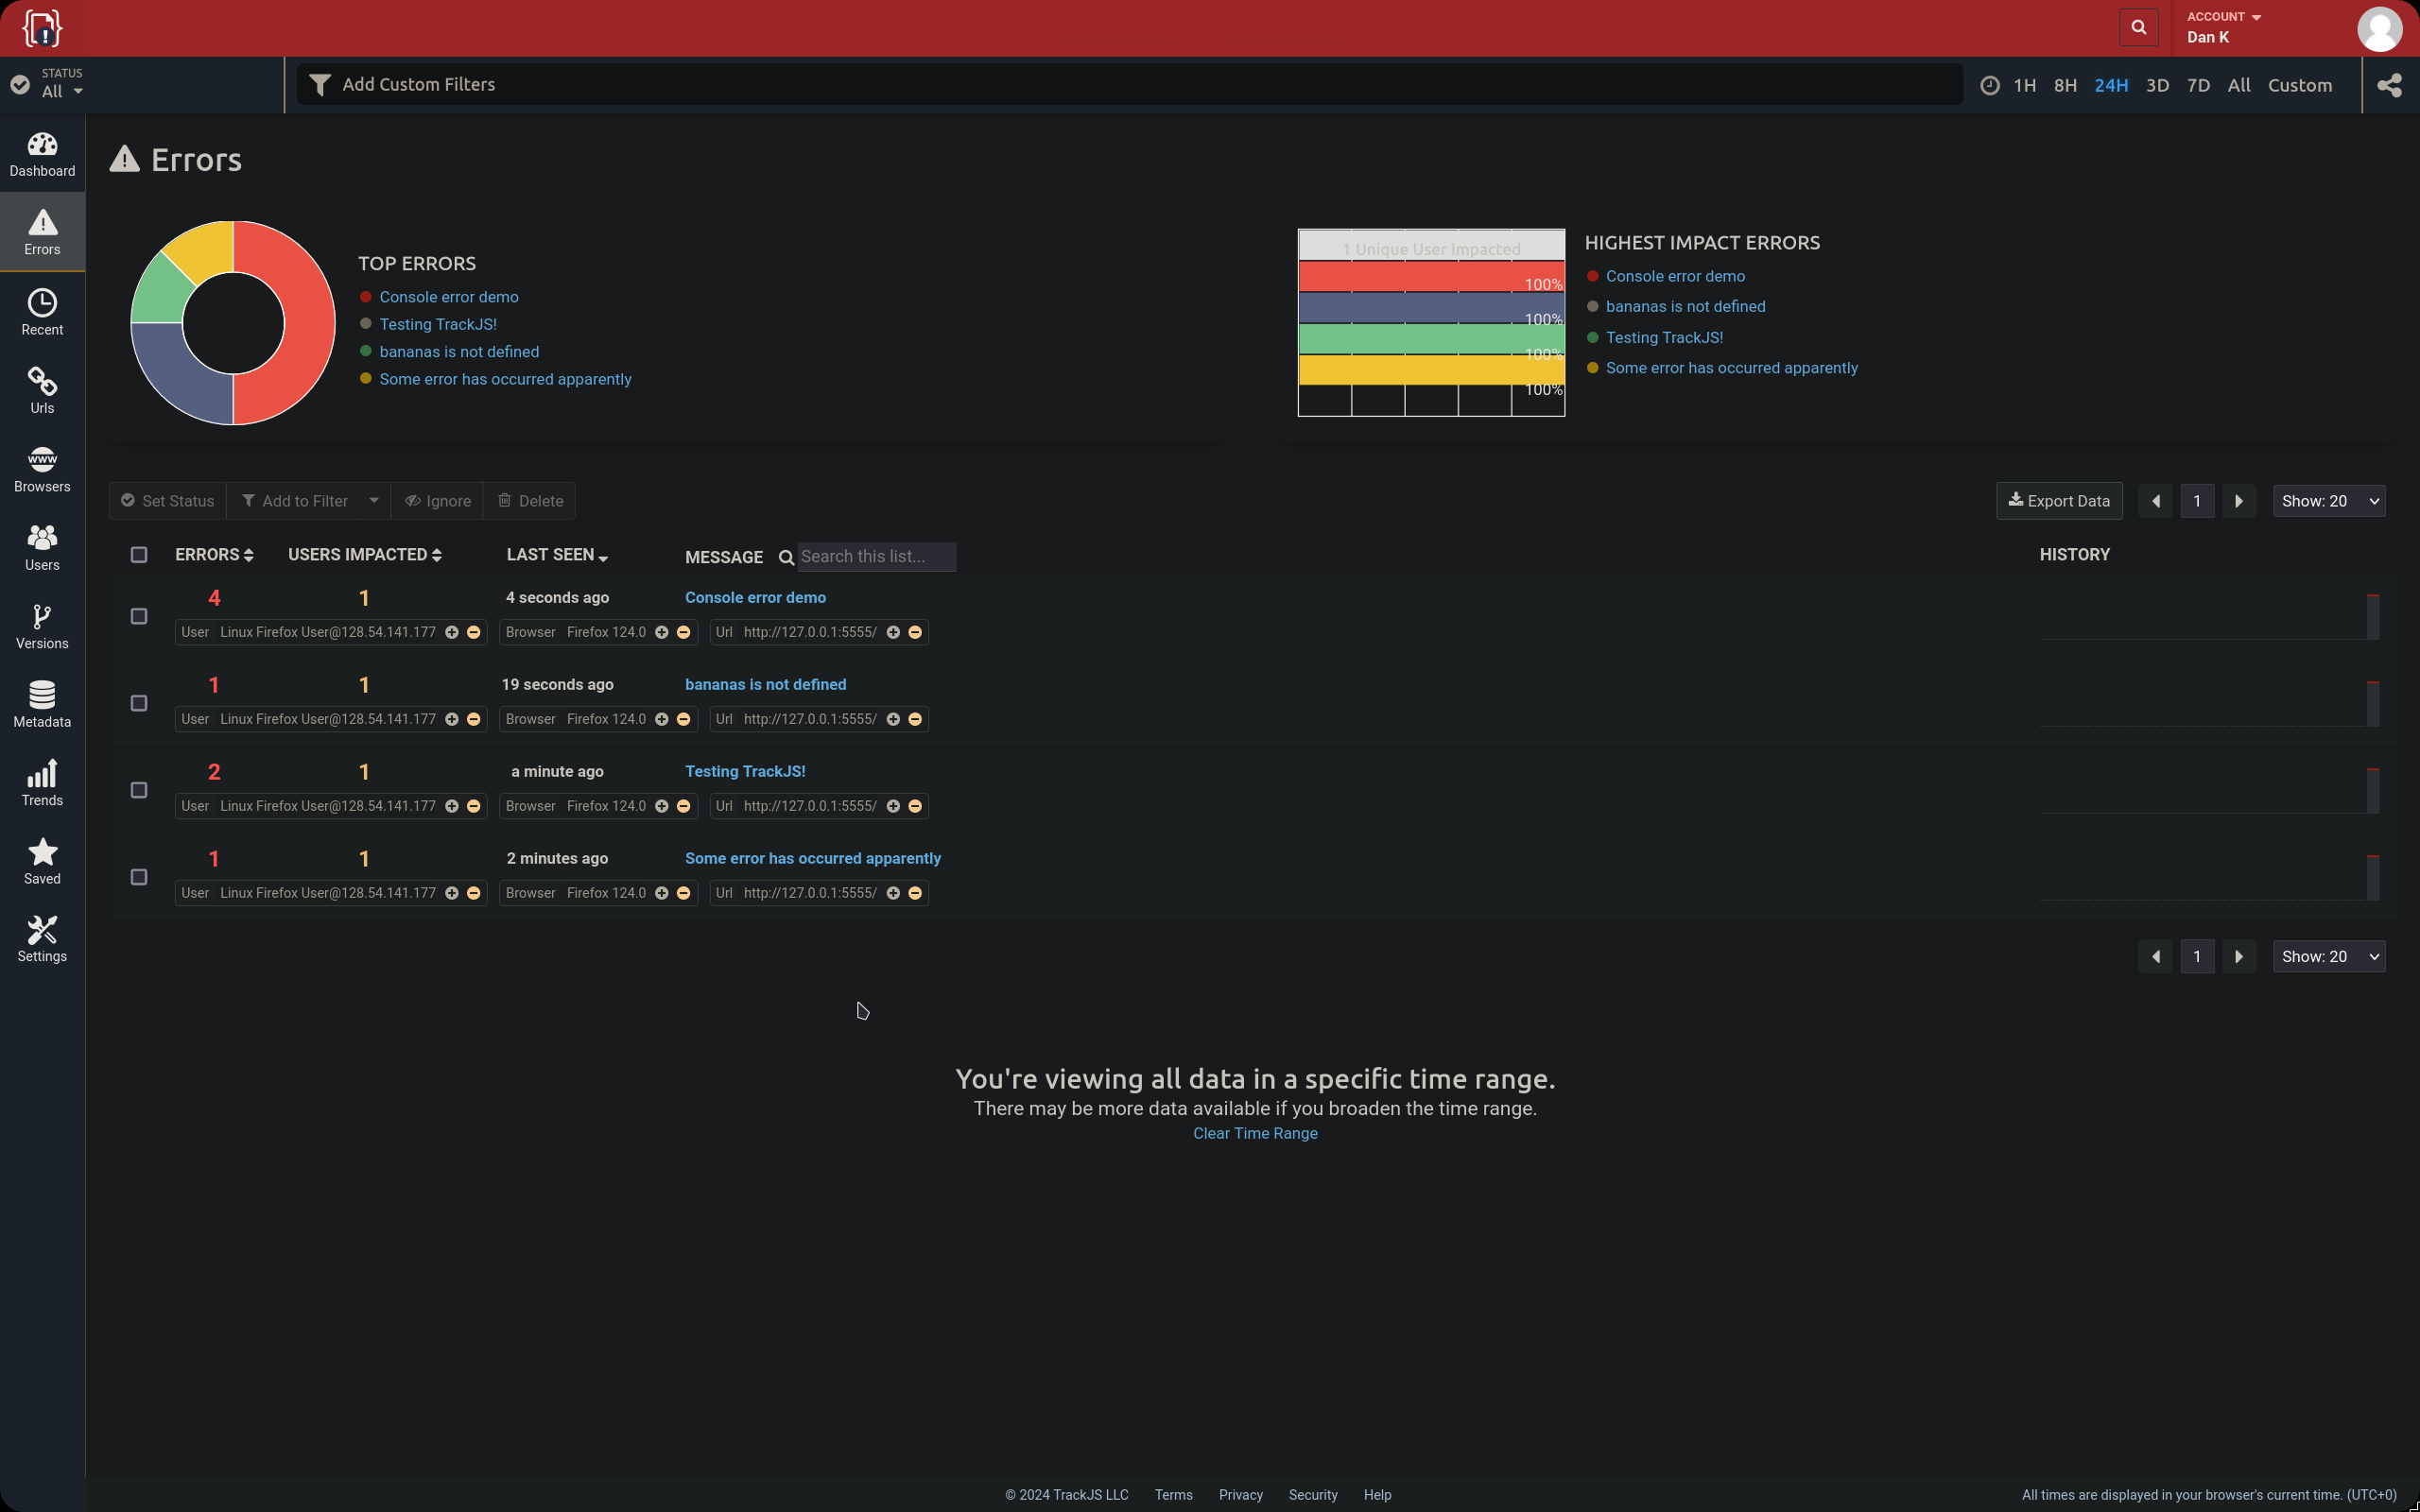 ACCOUNT
Dan K
STATUS
All
Add Custom Filters
1H 8H 24H 3D 7D All Custom
Dashboard
Errors
Recent
Urls
WWW
Browsers
Users
Versions
Metadata
Trends
Saved
Settings
Errors
TOP ERRORS
Console error demo
Testing TrackJS!
bananas is not defined
Some error has occurred apparently
1 Unique User Impacted
100%
100%
100%
100%
HIGHEST IMPACT ERRORS
Console error demo
bananas is not defined
Testing TrackJS!
Some error has occurred apparently
Set Status Add to Filter Ignore Delete
Export Data 1 Show: 20
ERRORS USERS IMPACTED LAST SEEN MESSAGE Search this list... HISTORY
4 1 4 seconds ago Console error demo
User Linux Firefox User@128.54.141.177 Browser Firefox 124.0 Url http://127.0.0.1:5555/
1 1 19 seconds ago bananas is not defined
User Linux Firefox User@128.54.141.177 Browser Firefox 124.0 Url http://127.0.0.1:5555/
2 1 a minute ago Testing TrackJS!
User Linux Firefox User@128.54.141.177 Browser Firefox 124.0 Url http://127.0.0.1:5555/
1 1 2 minutes ago Some error has occurred apparently
User Linux Firefox User@128.54.141.177 Browser Firefox 124.0 Url http://127.0.0.1:5555/
1 Show: 20
You're viewing all data in a specific time range.
There may be more data available if you broaden the time range.
Clear Time Range
© 2024 TrackJS LLC Terms Privacy Security Help
All times are displayed in your browser's current time. (UTC+0)